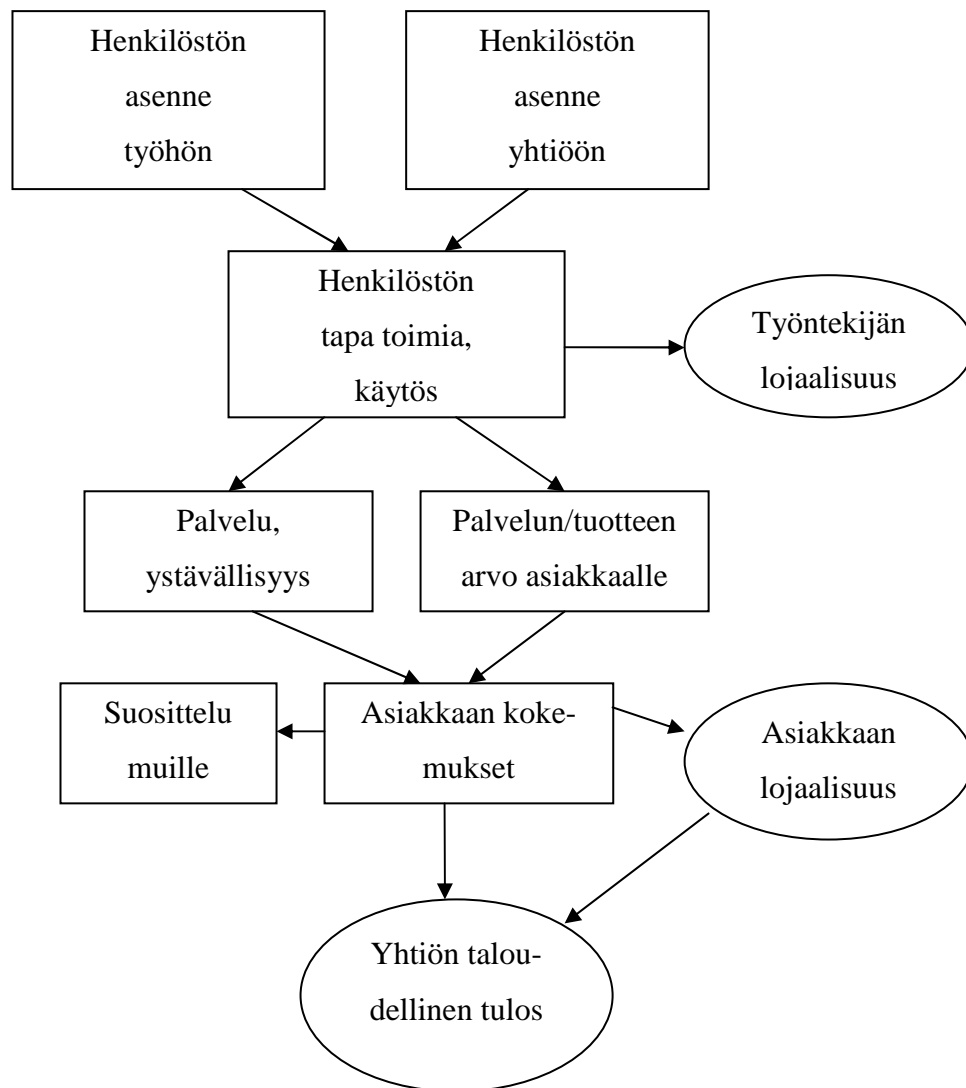 Henkilöstön
asenne
työhön
Henkilöstön
asenne
yhtiöön
Henkilöstön
tapa toimia,
käytös
Työntekijän
lojaalisuus
Palvelu,
ystävällisyys
Palvelun/tuotteen
arvo asiakkaalle
Suosittelu
muille
Asiakkaan koke-
mukset
Asiakkaan
lojaalisuus
Yhtiön talou-
dellinen tulos